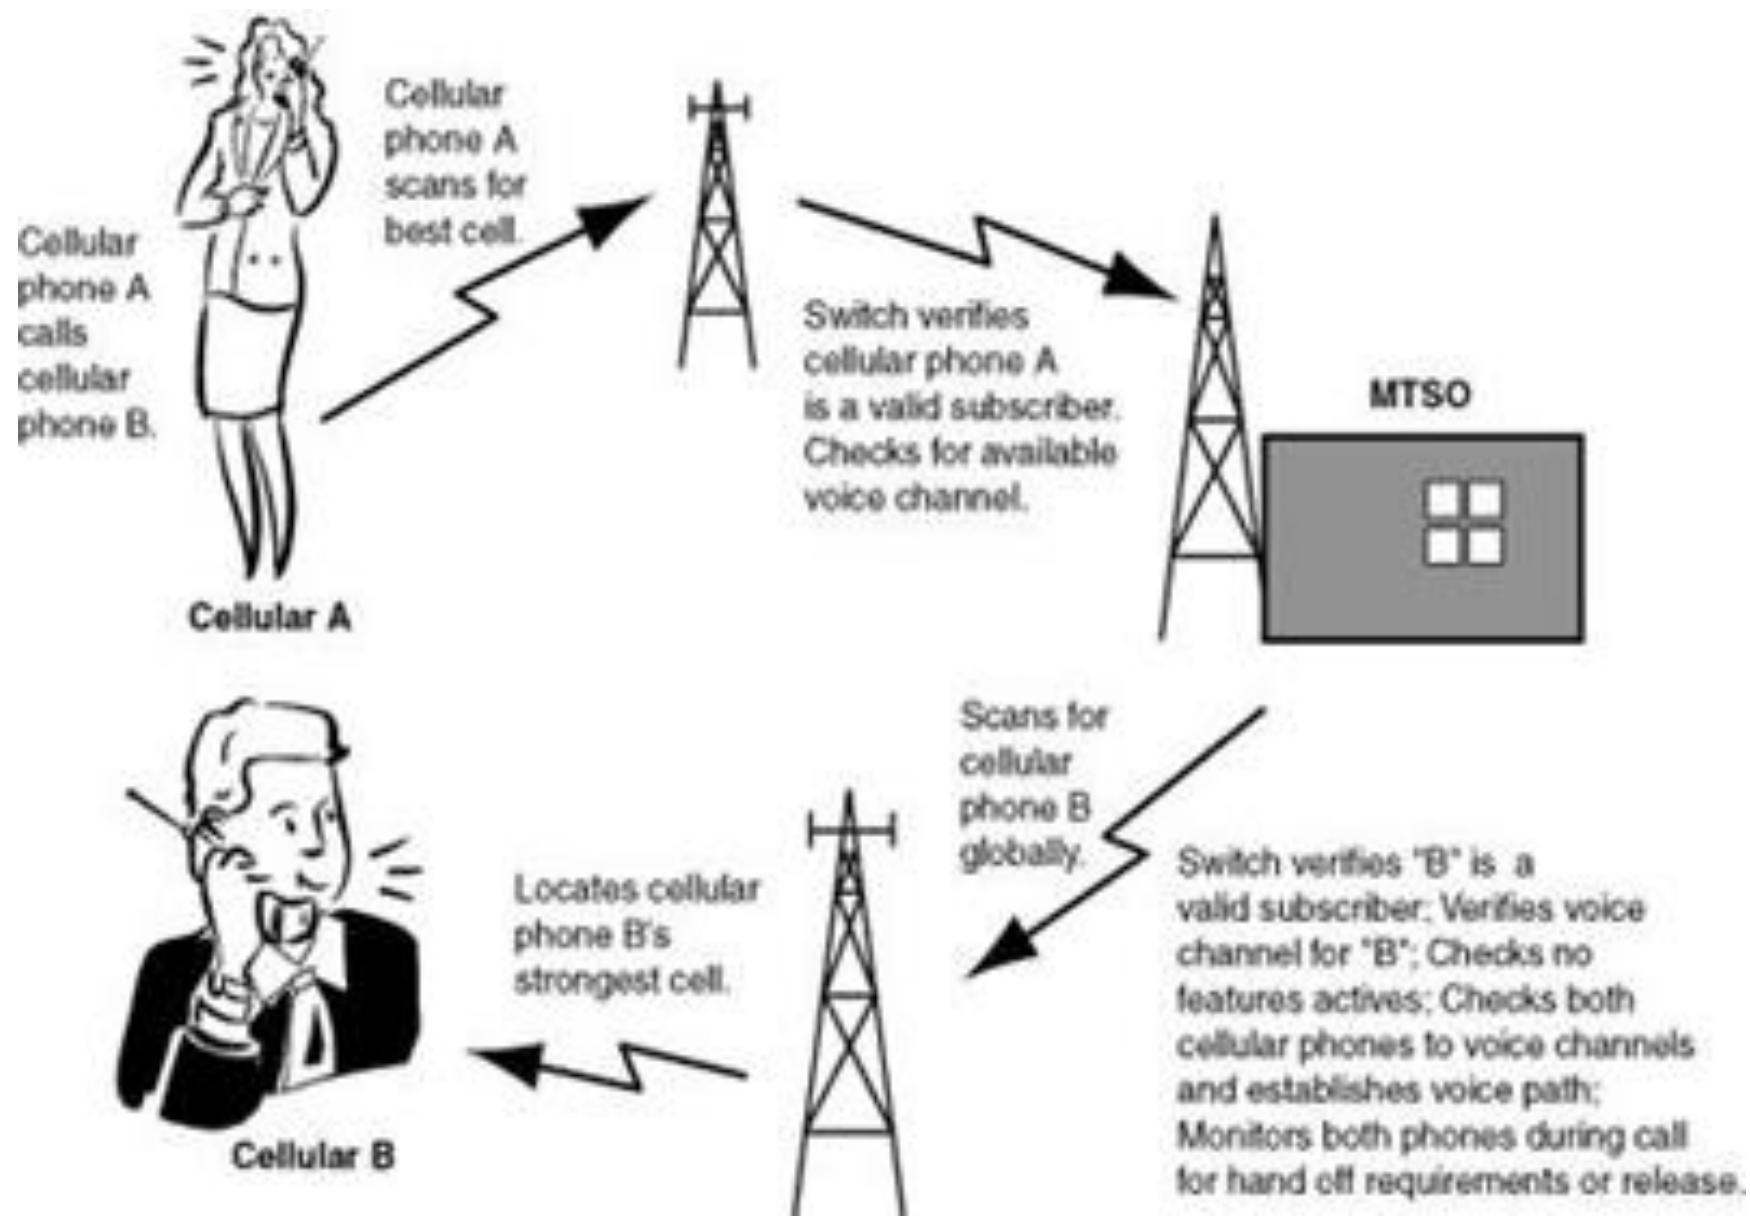 Cellular
phone A
scans for
best cell.
Cellular
phone A
calls
cellular
phone B.
Cellular A
Switch verifies
cellular phone A
is a valid subscriber.
Checks for available
voice channel.
MTSO
Scans for
cellular
phone B
globally.
Switch verifies "B" is a
valid subscriber; Verifies voice
channel for "B"; Checks no
features actives; Checks both
cellular phones to voice channels
and establishes voice path;
Monitors both phones during call
for hand off requirements or release.
Locates cellular
phone B's
strongest cell.
Cellular B